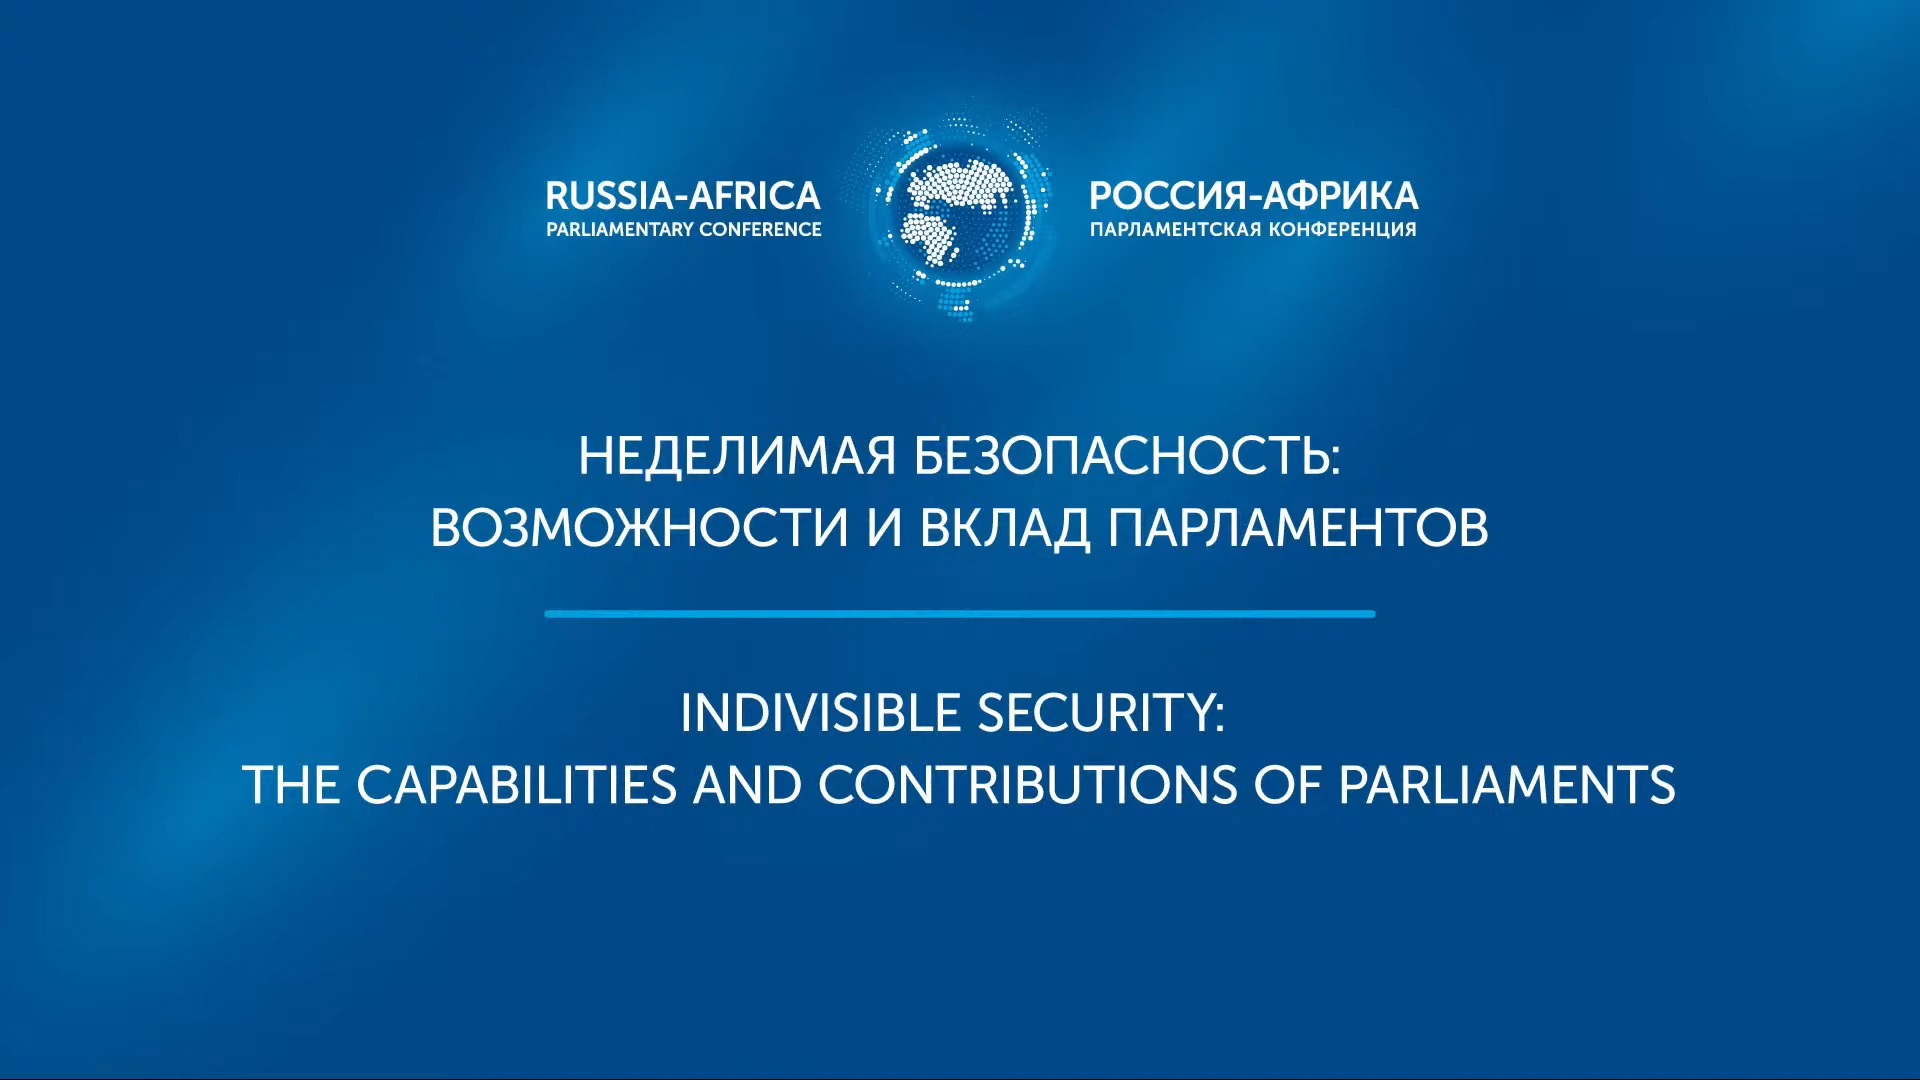 RUSSIA-AFRICA
PARLIAMENTARY CONFERENCE
РОССИЯ-АФРИКА
ПАРЛАМЕНТСКАЯ КОНФЕРЕНЦИЯ
НЕДЕЛИМАЯ БЕЗОПАСНОСТЬ:
ВОЗМОЖНОСТИ И ВКЛАД ПАРЛАМЕНТОВ
INDIVISIBLE SECURITY:
THE CAPABILITIES AND CONTRIBUTIONS OF PARLIAMENTS